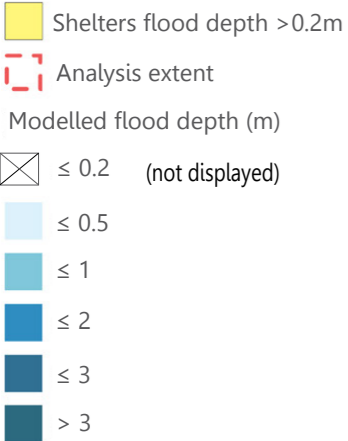 Shelters flood depth >0.2m
Analysis extent
Modelled flood depth (m)
≤ 0.2 (not displayed)
≤ 0.5
≤ 1
≤ 2
≤ 3
> 3